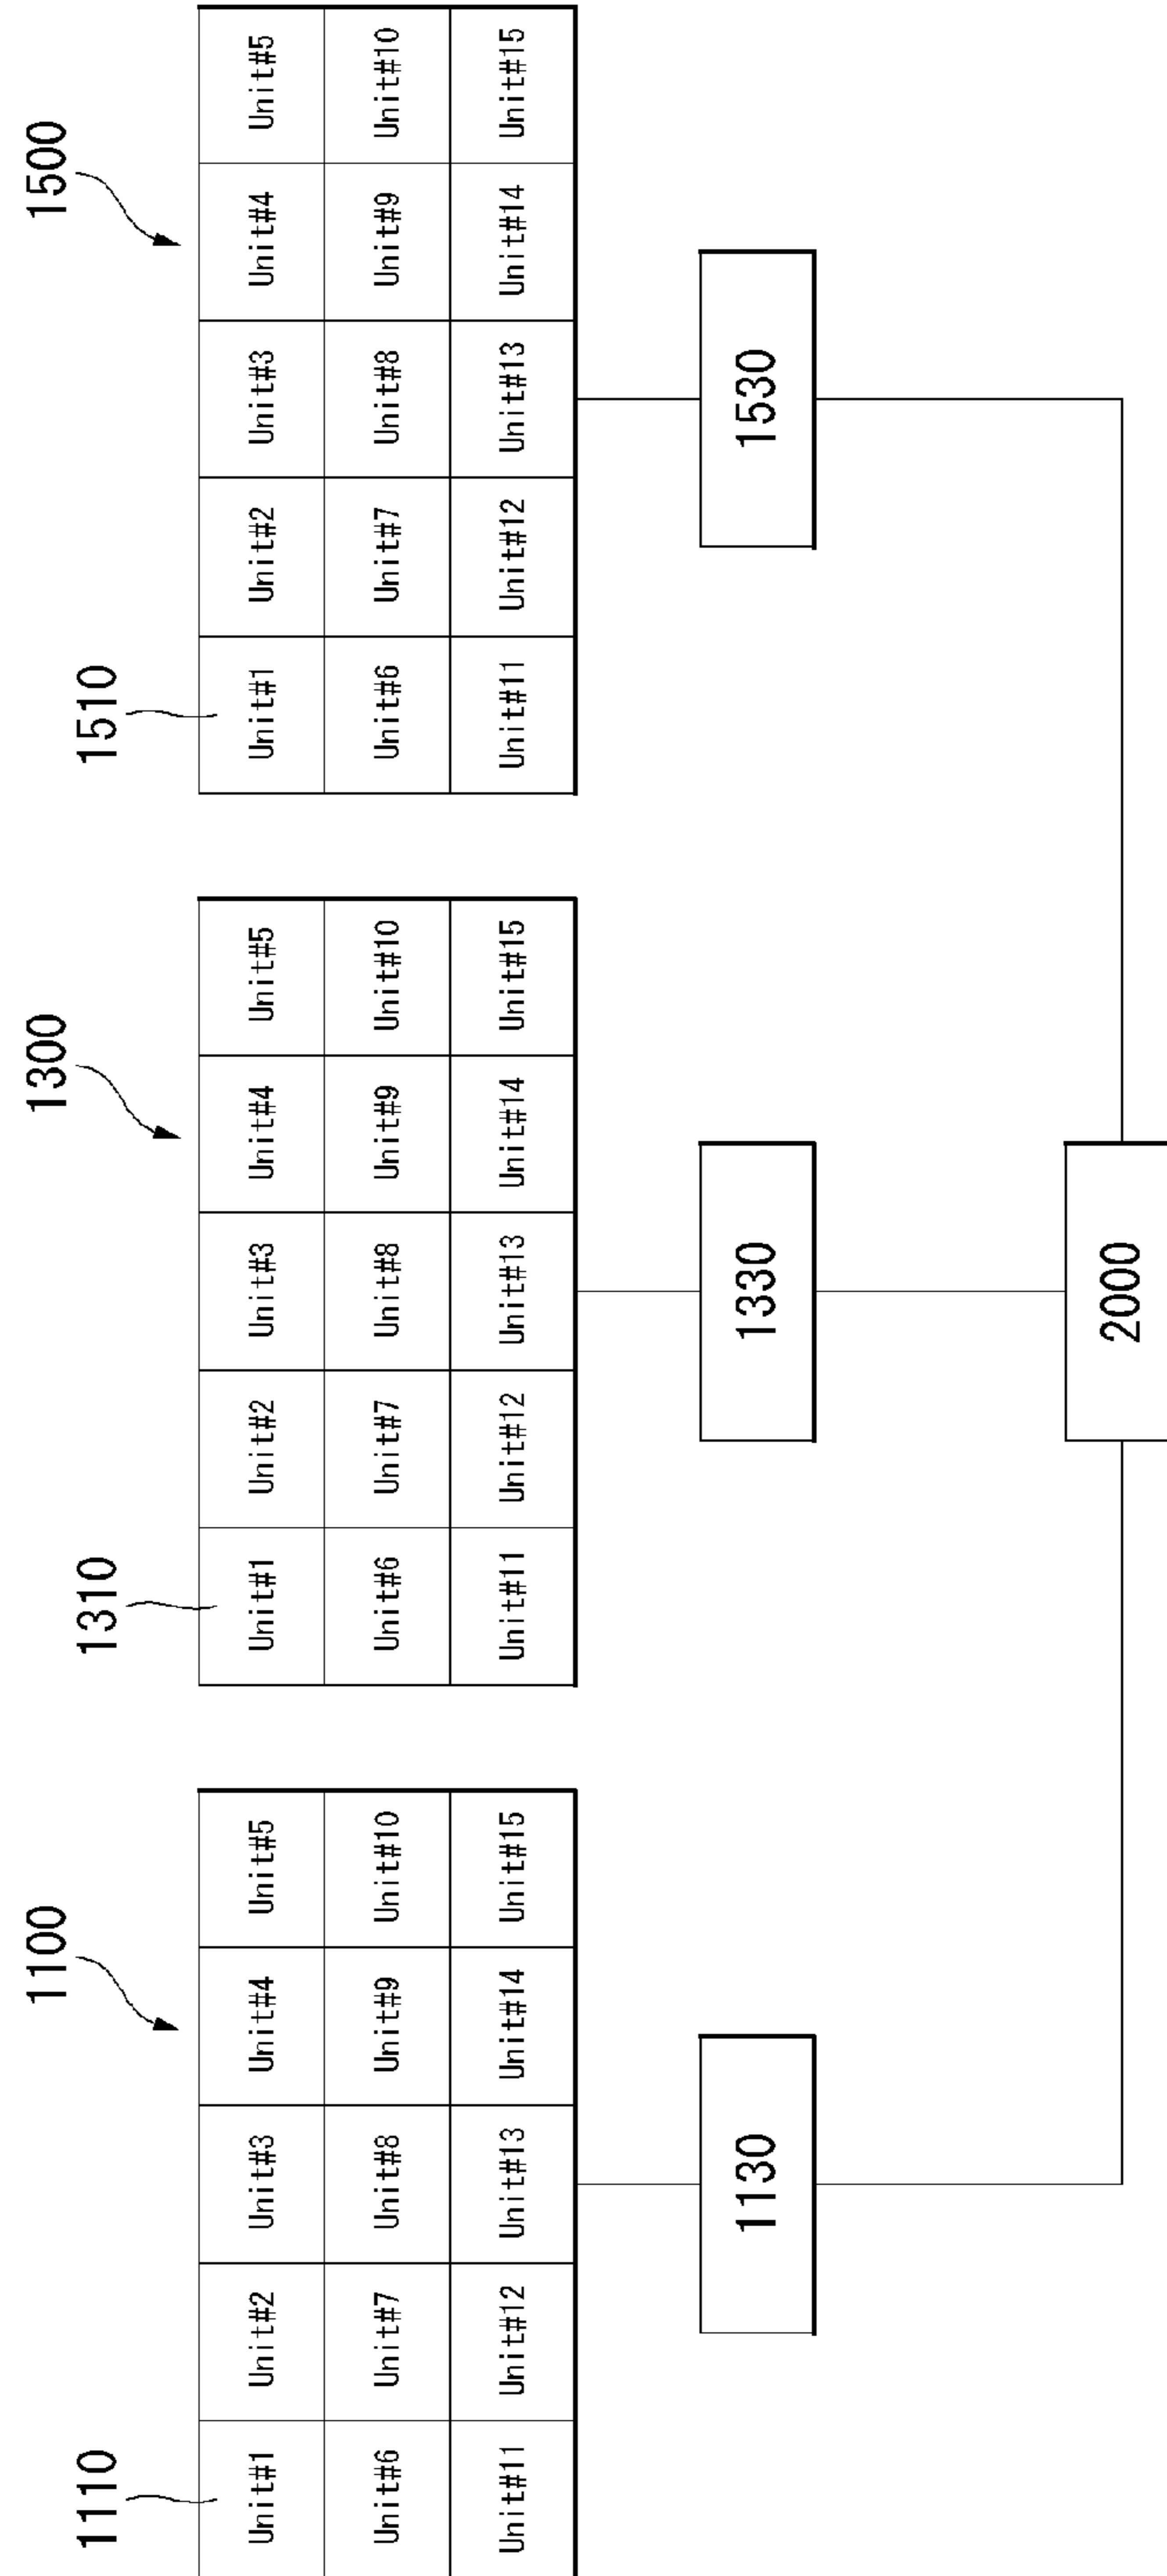 1100 1300 1500
1110 1310 1510
Unit#1 Unit#2 Unit#3 Unit#4 Unit#5 Unit#1 Unit#2 Unit#3 Unit#4 Unit#5 Unit#1 Unit#2 Unit#3 Unit#4 Unit#5
Unit#6 Unit#7 Unit#8 Unit#9 Unit#10 Unit#6 Unit#7 Unit#8 Unit#9 Unit#10 Unit#6 Unit#7 Unit#8 Unit#9 Unit#10
Unit#11 Unit#12 Unit#13 Unit#14 Unit#15 Unit#11 Unit#12 Unit#13 Unit#14 Unit#15 Unit#11 Unit#12 Unit#13 Unit#14 Unit#15
1130 1330 1530
2000